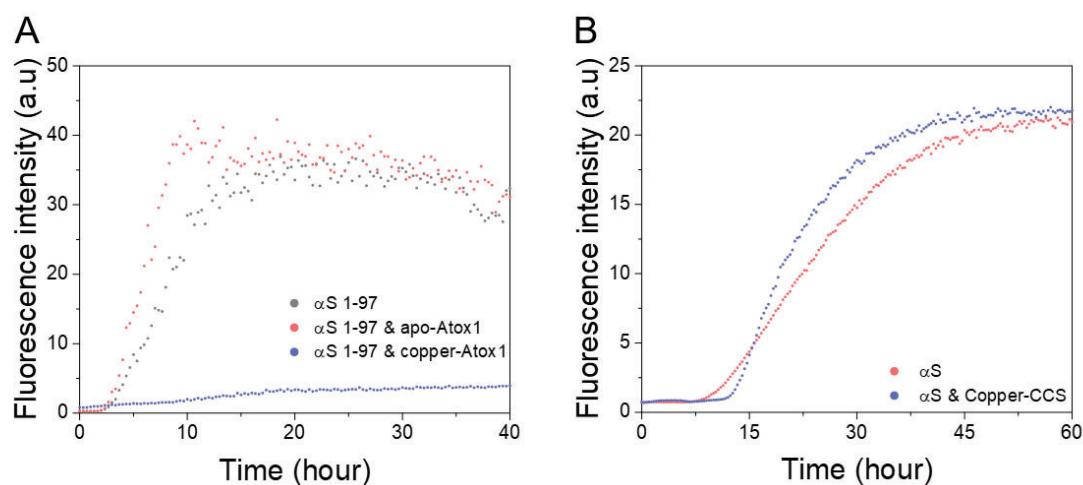 A
Fluorescence intensity (a.u)
50
40
30
20
10
0
0 10 20 30 40
Time (hour)
αS 1-97
αS 1-97 & apo-Atox1
αS 1-97 & copper-Atox1
B
Fluorescence intensity (a.u)
25
20
15
10
5
0
0 15 30 45 60
Time (hour)
αS
αS & Copper-CCS